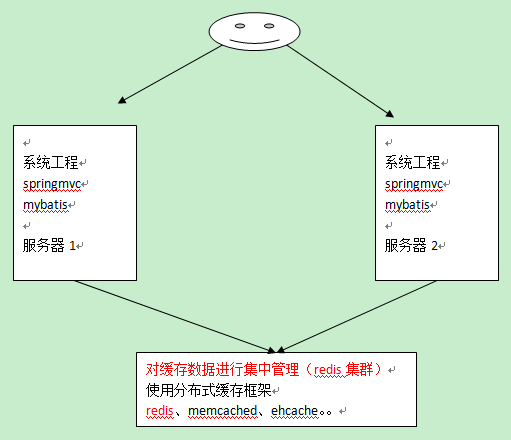 系统工程
springmvc
mybatis
服务器 1
系统工程
springmvc
mybatis
服务器 2
对缓存数据进行集中管理（redis 集群）
使用分布式缓存框架
redis、memcached、ehcache。。